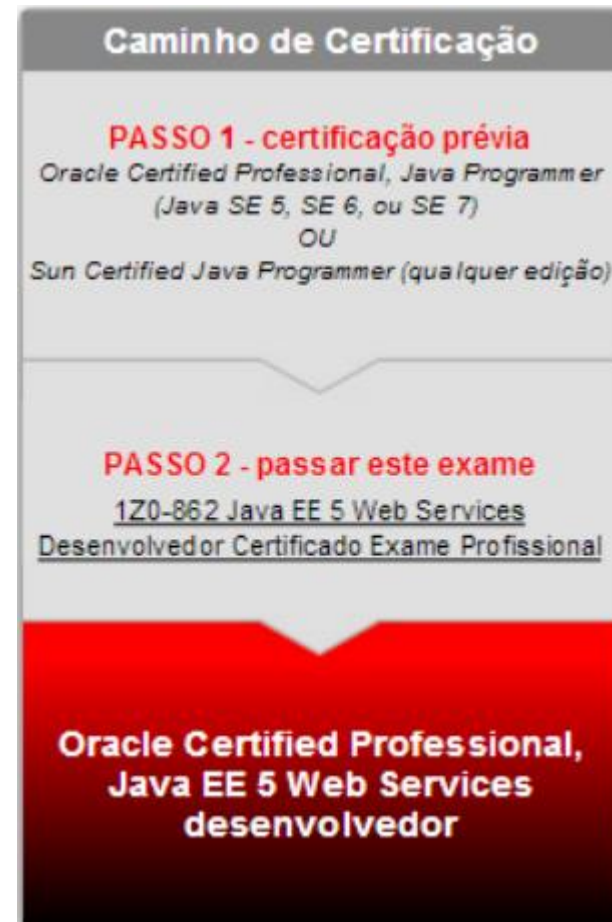 Caminho de Certificação
PASSO 1 - certificação prévia
Oracle Certified Professional, Java Programmer
(Java SE 5, SE 6, ou SE 7)
OU
Sun Certified Java Programmer (qualquer edição)
PASSO 2 - passar este exame
1Z0-862 Java EE 5 Web Services
Desenvolvedor Certificado Exame Profissional
Oracle Certified Professional,
Java EE 5 Web Services
desenvolvedor